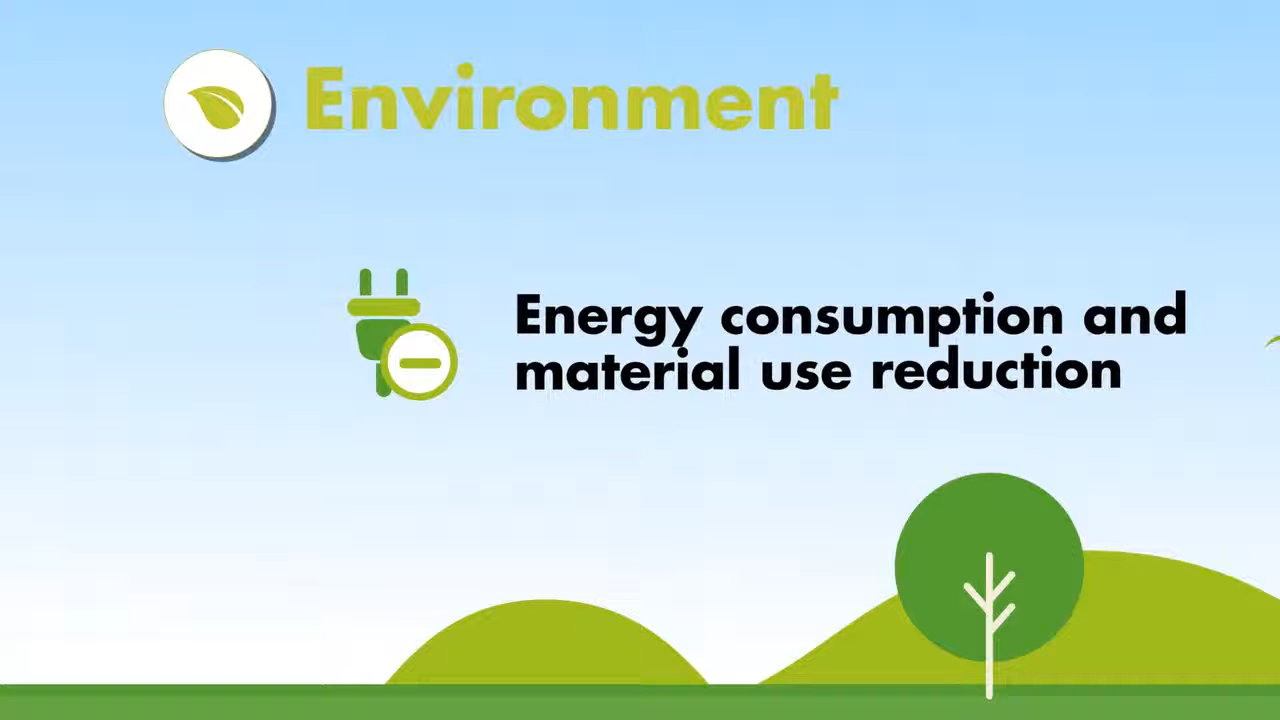 Environment
Energy consumption and
material use reduction